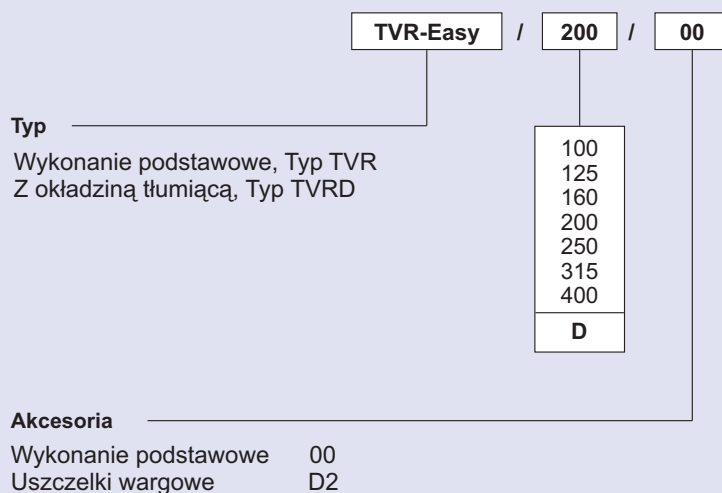 TVR-Easy / 200 / 00
Typ
Wykonanie podstawowe, Typ TVR
Z okładziną tłumiącą, Typ TVRD
100
125
160
200
250
315
400
D
Akcesoria
Wykonanie podstawowe 00
Uszczelki wargowe D2